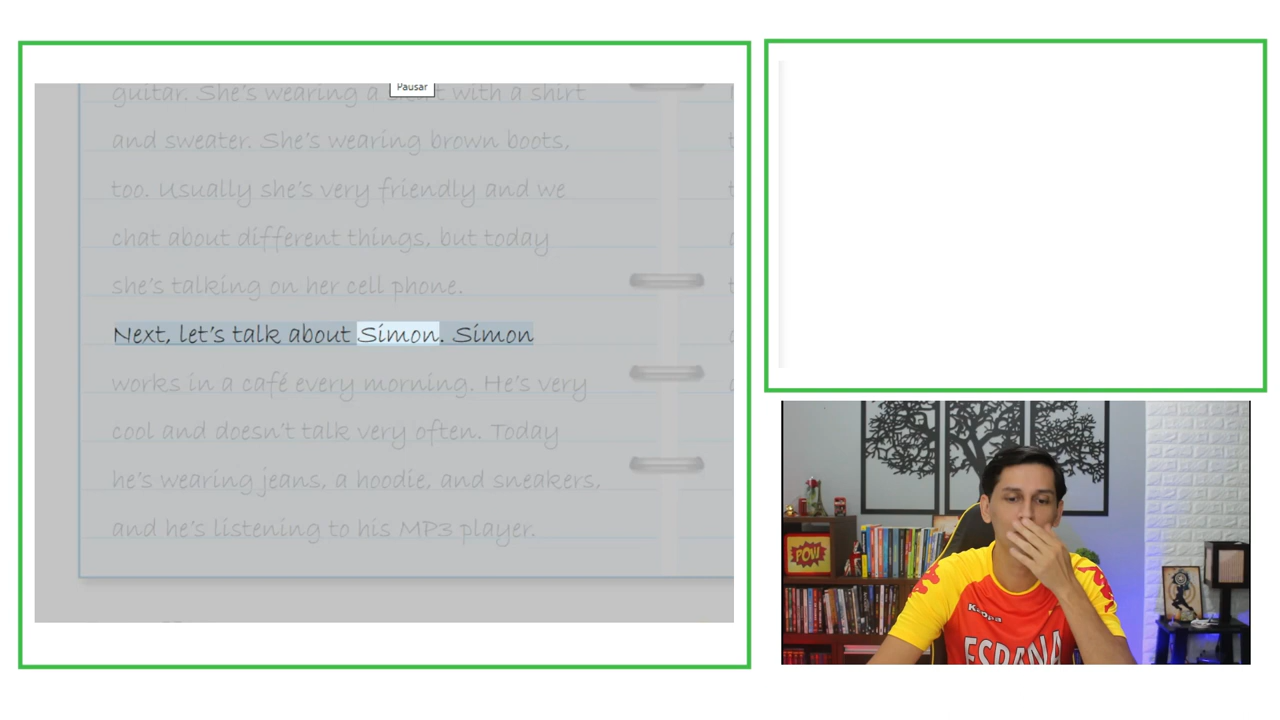 Pausar
guitar. She's wearing a skirt with a shirt
and sweater. She's wearing brown boots,
too. Usually she's very friendly and we
chat about different things, but today
she's talking on her cell phone.
Next, let's talk about Simon. Simon
works in a café every morning. He's very
cool and doesn't talk very often. Today
he's wearing jeans, a hoodie, and sneakers,
and he's listening to his MP3 player.
POW
Kappa
ESPAÑA